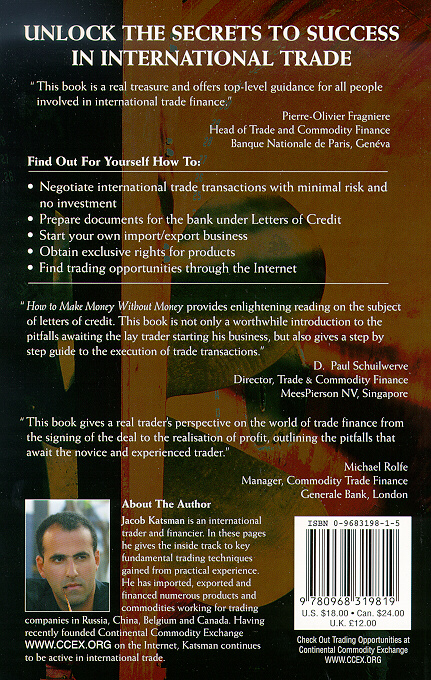 UNLOCK THE SECRETS TO SUCCESS
IN INTERNATIONAL TRADE
"This book is a real treasure and offers top-level guidance for all people
involved in international trade finance."
Pierre-Olivier Fragniere
Head of Trade and Commodity Finance
Banque Nationale de Paris, Genéva
Find Out For Yourself How To:
• Negotiate international trade transactions with minimal risk and
no investment
• Prepare documents for the bank under Letters of Credit
• Start your own import/export business
• Obtain exclusive rights for products
• Find trading opportunities through the Internet
"How to Make Money Without Money provides enlightening reading on the subject
of letters of credit. This book is not only a worthwhile introduction to the
pitfalls awaiting the lay trader starting his business, but also gives a step by
step guide to the execution of trade transactions."
D. Paul Schuilwerve
Director, Trade & Commodity Finance
MeesPierson NV, Singapore
"This book gives a real trader's perspective on the world of trade finance from
the signing of the deal to the realisation of profit, outlining the pitfalls that
await the novice and experienced trader."
Michael Rolfe
Manager, Commodity Trade Finance
Generale Bank, London
About The Author
Jacob Katsman is an international
trader and financier. In these pages
he gives the inside track to key
fundamental trading techniques
gained from practical experience.
He has imported, exported and
financed numerous products and
commodities working for trading
companies in Russia, China, Belgium and Canada. Having
recently founded Continental Commodity Exchange
WWW.CCEX.ORG on the Internet, Katsman continues
to be active in international trade.
ISBN 0-9683198-1-5
9 780968 319819
U.S. $18.00 • Can. $24.00
U.K. £12.00
Check Out Trading Opportunities at
Continental Commodity Exchange
WWW.CCEX.ORG